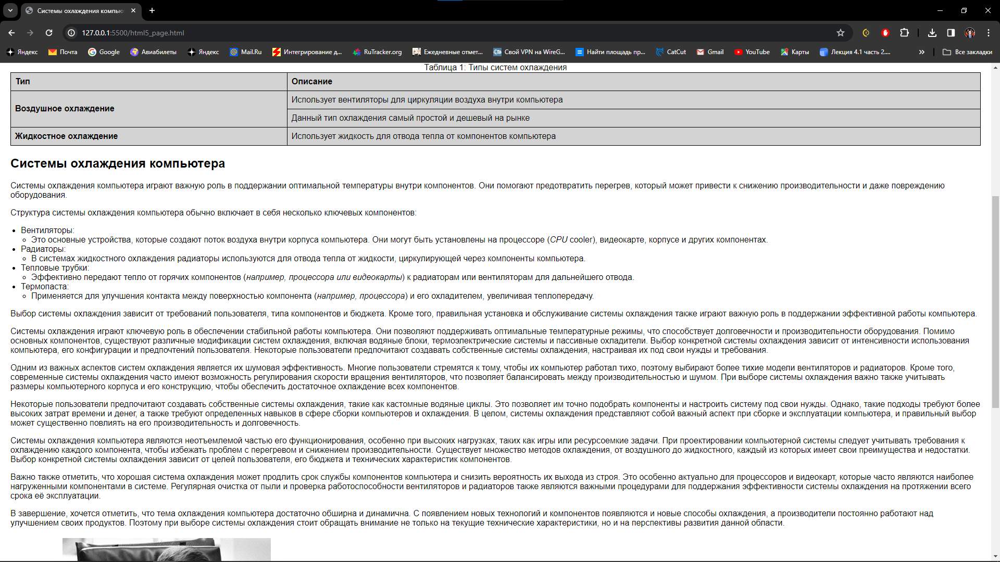 Системы охлаждения компью
127.0.0.1:5500/html5_page.html
Яндекс
Почта
Google
Авиабилеты
Яндекс
Mail.Ru
Интегрирование д...
RuTracker.org
Ежедневные отмет...
Свой VPN на WireG...
Найти площадь пр...
CatCut
Gmail
YouTube
Карты
Лекция 4.1 часть 2....
Все закладки
Таблица 1: Типы систем охлаждения
Тип
Описание
Воздушное охлаждение
Использует вентиляторы для циркуляции воздуха внутри компьютера
Данный тип охлаждения самый простой и дешевый на рынке
Жидкостное охлаждение
Использует жидкость для отвода тепла от компонентов компьютера
Системы охлаждения компьютера
Системы охлаждения компьютера играют важную роль в поддержании оптимальной температуры внутри компонентов. Они помогают предотвратить перегрев, который может привести к снижению производительности и даже повреждению
оборудования.
Структура системы охлаждения компьютера обычно включает в себя несколько ключевых компонентов:
• Вентиляторы:
◦ Это основные устройства, которые создают поток воздуха внутри корпуса компьютера. Они могут быть установлены на процессоре (CPU cooler), видеокарте, корпусе и других компонентах.
• Радиаторы:
◦ В системах жидкостного охлаждения радиаторы используются для отвода тепла от жидкости, циркулирующей через компоненты компьютера.
• Тепловые трубки:
◦ Эффективно передают тепло от горячих компонентов (например, процессора или видеокарты) к радиаторам или вентиляторам для дальнейшего отвода.
• Термопаста:
◦ Применяется для улучшения контакта между поверхностью компонента (например, процессора) и его охладителем, увеличивая теплопередачу.
Выбор системы охлаждения зависит от требований пользователя, типа компонентов и бюджета. Кроме того, правильная установка и обслуживание системы охлаждения также играют важную роль в поддержании эффективной работы компьютера.
Системы охлаждения играют ключевую роль в обеспечении стабильной работы компьютера. Они позволяют поддерживать оптимальные температурные режимы, что способствует долговечности и производительности оборудования. Помимо
основных компонентов, существуют различные модификации систем охлаждения, включая водяные блоки, термоэлектрические системы и пассивные охладители. Выбор конкретной системы охлаждения зависит от интенсивности использования
компьютера, его конфигурации и предпочтений пользователя. Некоторые пользователи предпочитают создавать собственные системы охлаждения, настраивая их под свои нужды и требования.
Одним из важных аспектов систем охлаждения является их шумовая эффективность. Многие пользователи стремятся к тому, чтобы их компьютер работал тихо, поэтому выбирают более тихие модели вентиляторов и радиаторов. Кроме того,
современные системы охлаждения часто имеют возможность регулирования скорости вращения вентиляторов, что позволяет балансировать между производительностью и шумом. При выборе системы охлаждения важно также учитывать
размеры компьютерного корпуса и его конструкцию, чтобы обеспечить достаточное охлаждение всех компонентов.
Некоторые пользователи предпочитают создавать собственные системы охлаждения, такие как кастомные водяные циклы. Это позволяет им точно подобрать компоненты и настроить систему под свои нужды. Однако, такие подходы требуют более
высоких затрат времени и денег, а также требуют определенных навыков в сфере сборки компьютеров и охлаждения. В целом, системы охлаждения представляют собой важный аспект при сборке и эксплуатации компьютера, и правильный выбор
может существенно повлиять на его производительность и долговечность.
Системы охлаждения компьютера являются неотъемлемой частью его функционирования, особенно при высоких нагрузках, таких как игры или ресурсоемкие задачи. При проектировании компьютерной системы следует учитывать требования к
охлаждению каждого компонента, чтобы избежать проблем с перегревом и снижением производительности. Существует множество методов охлаждения, от воздушного до жидкостного, каждый из которых имеет свои преимущества и недостатки.
Выбор конкретной системы охлаждения зависит от целей пользователя, его бюджета и технических характеристик компонентов.
Важно также отметить, что хорошая система охлаждения может продлить срок службы компонентов компьютера и снизить вероятность их выхода из строя. Это особенно актуально для процессоров и видеокарт, которые часто являются наиболее
нагруженными компонентами в системе. Регулярная очистка от пыли и проверка работоспособности вентиляторов и радиаторов также являются важными процедурами для поддержания эффективности системы охлаждения на протяжении всего
срока её эксплуатации.
В завершение, хочется отметить, что тема охлаждения компьютера достаточно обширна и динамична. С появлением новых технологий и компонентов появляются и новые способы охлаждения, а производители постоянно работают над
улучшением своих продуктов. Поэтому при выборе системы охлаждения стоит обращать внимание не только на текущие технические характеристики, но и на перспективы развития данной области.